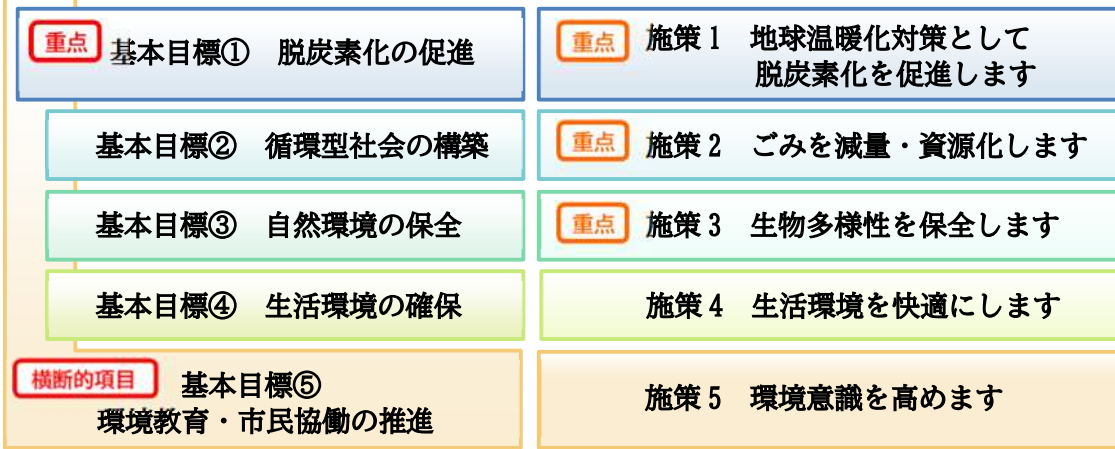 重点 基本目標① 脱炭素化の促進
重点 施策1 地球温暖化対策として
脱炭素化を促進します
基本目標② 循環型社会の構築
重点 施策2 ごみを減量・資源化します
基本目標③ 自然環境の保全
重点 施策3 生物多様性を保全します
基本目標④ 生活環境の確保
施策4 生活環境を快適にします
横断的項目 基本目標⑤
環境教育・市民協働の推進
施策5 環境意識を高めます